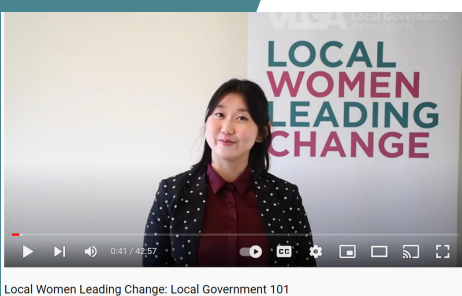 VLGA
Local Governance
Association
LOCAL
WOMEN
LEADING
CHANGE
0:41 / 42:57
CC
Local Women Leading Change: Local Government 101